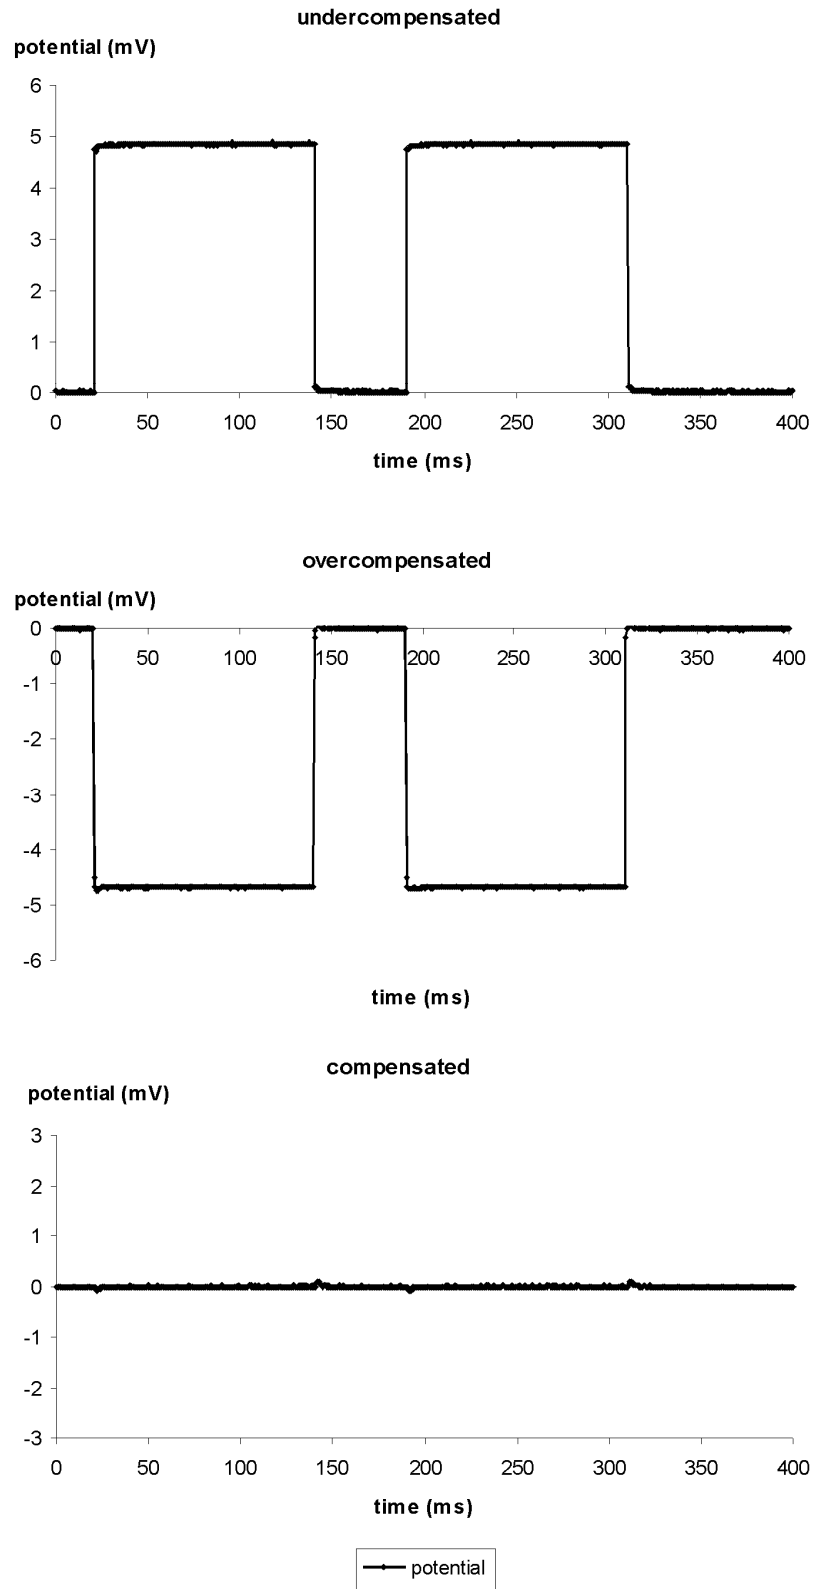 undercompensated
potential (mV)
6
5
4
3
2
1
0
0 50 100 150 200 250 300 350 400
time (ms)
overcompensated
potential (mV)
0
0 50 100 150 200 250 300 350 400
-1
-2
-3
-4
-5
-6
time (ms)
compensated
potential (mV)
3
2
1
0
-1
-2
-3
0 50 100 150 200 250 300 350 400
time (ms)
potential